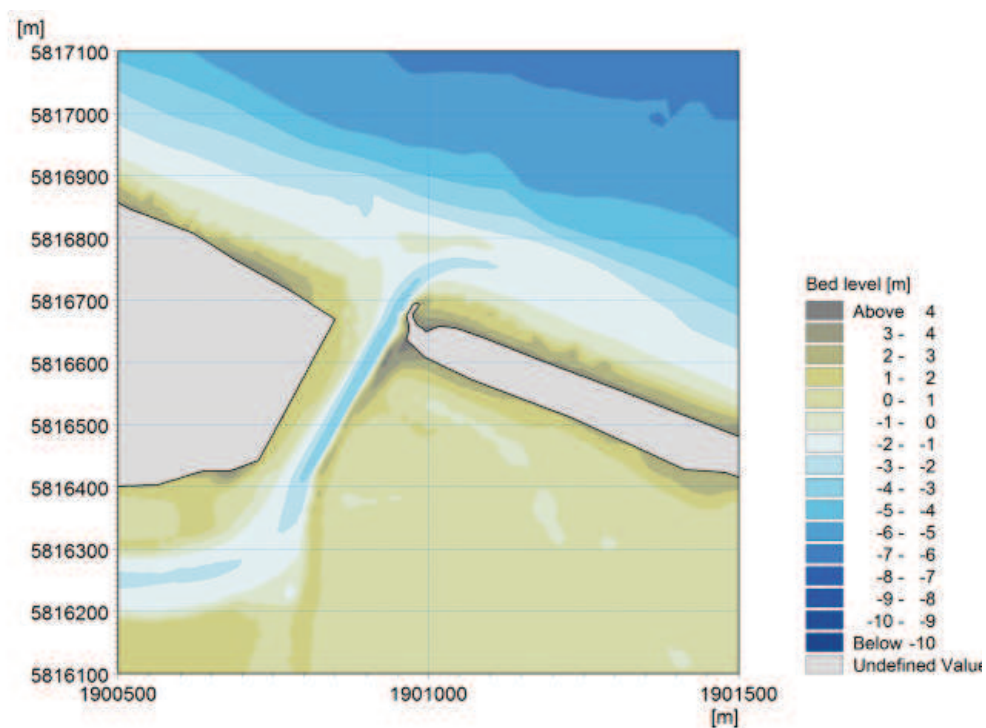 [m]
5817100
5817000
5816900
5816800
5816700
5816600
5816500
5816400
5816300
5816200
5816100
1900500 1901000 1901500
[m]
Bed level [m]
Above 4
3 - 4
2 - 3
1 - 2
0 - 1
-1 - 0
-2 - -1
-3 - -2
-4 - -3
-5 - -4
-6 - -5
-7 - -6
-8 - -7
-9 - -8
-10 - -9
Below -10
Undefined Value